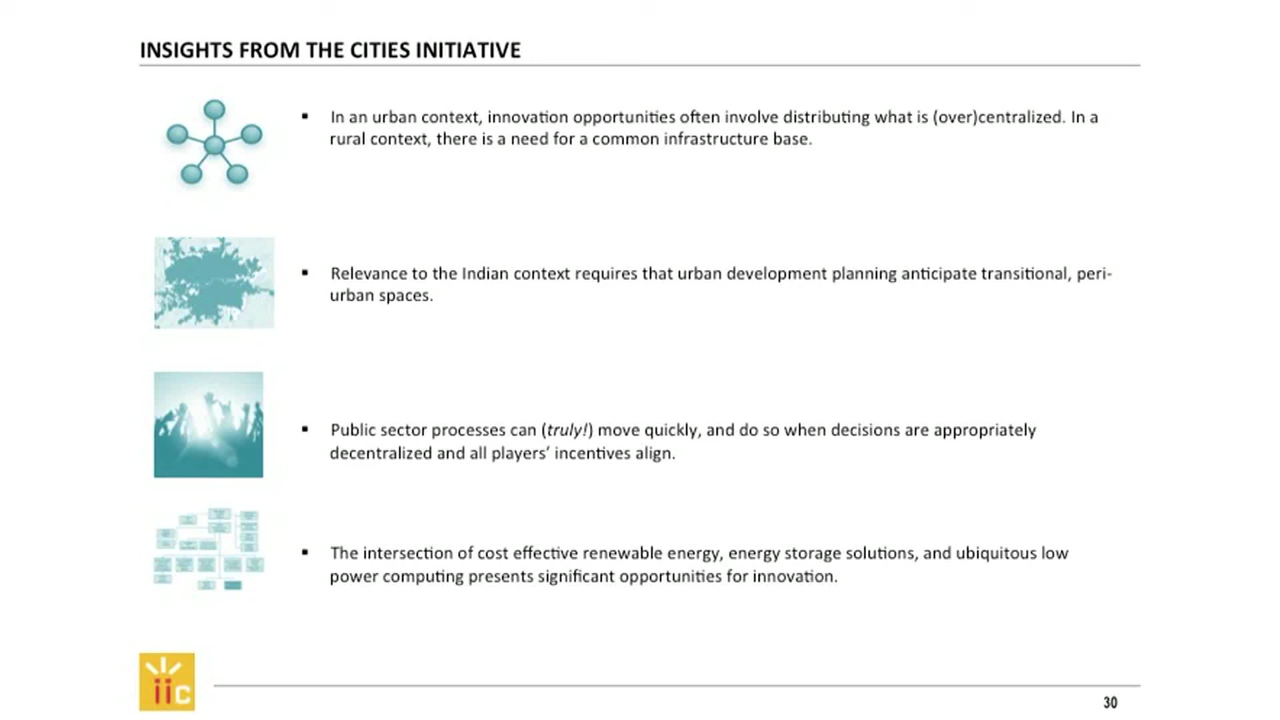 INSIGHTS FROM THE CITIES INITIATIVE
▪ In an urban context, innovation opportunities often involve distributing what is (over)centralized. In a
rural context, there is a need for a common infrastructure base.
▪ Relevance to the Indian context requires that urban development planning anticipate transitional, peri-
urban spaces.
▪ Public sector processes can (truly!) move quickly, and do so when decisions are appropriately
decentralized and all players’ incentives align.
▪ The intersection of cost effective renewable energy, energy storage solutions, and ubiquitous low
power computing presents significant opportunities for innovation.
iic
30